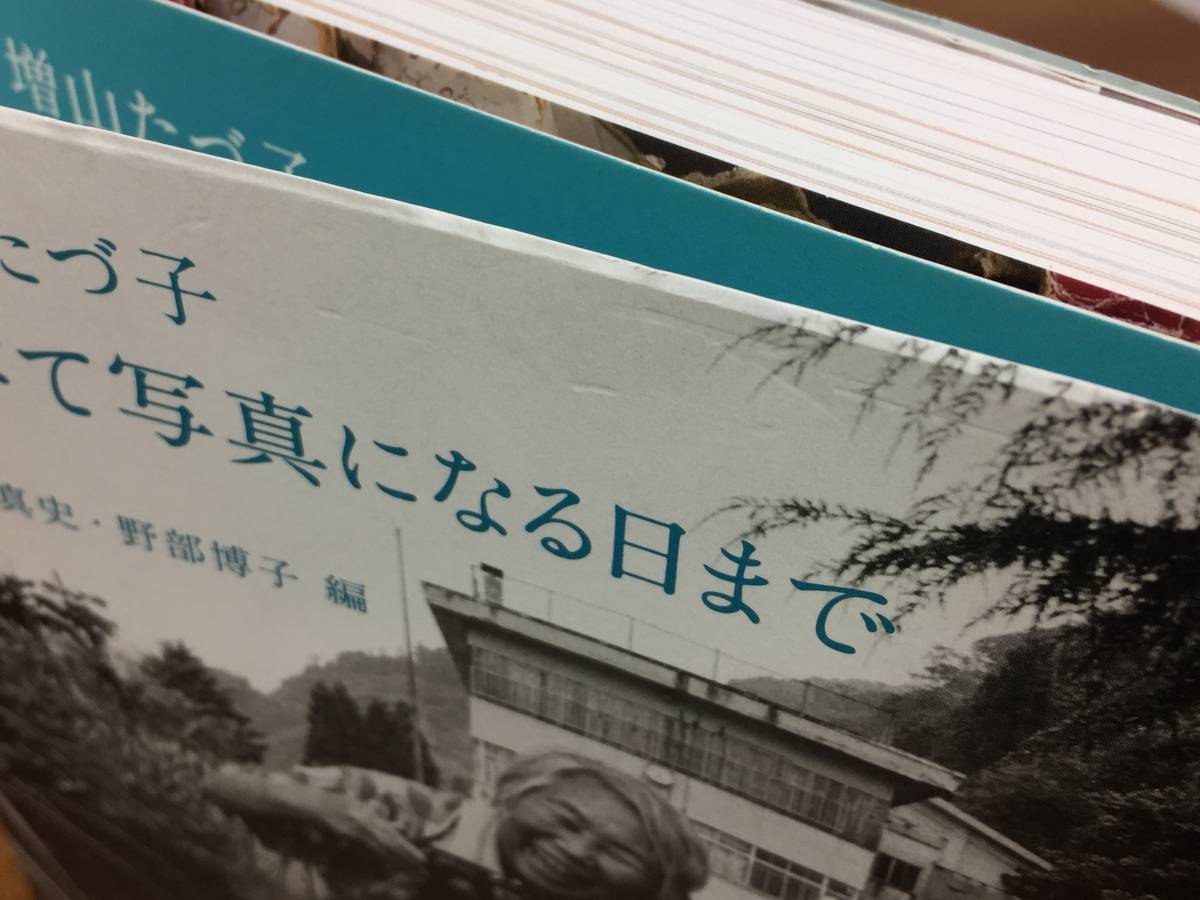 増山たづ子
たづ子
べて写真になる日まで
真史・野部博子 編